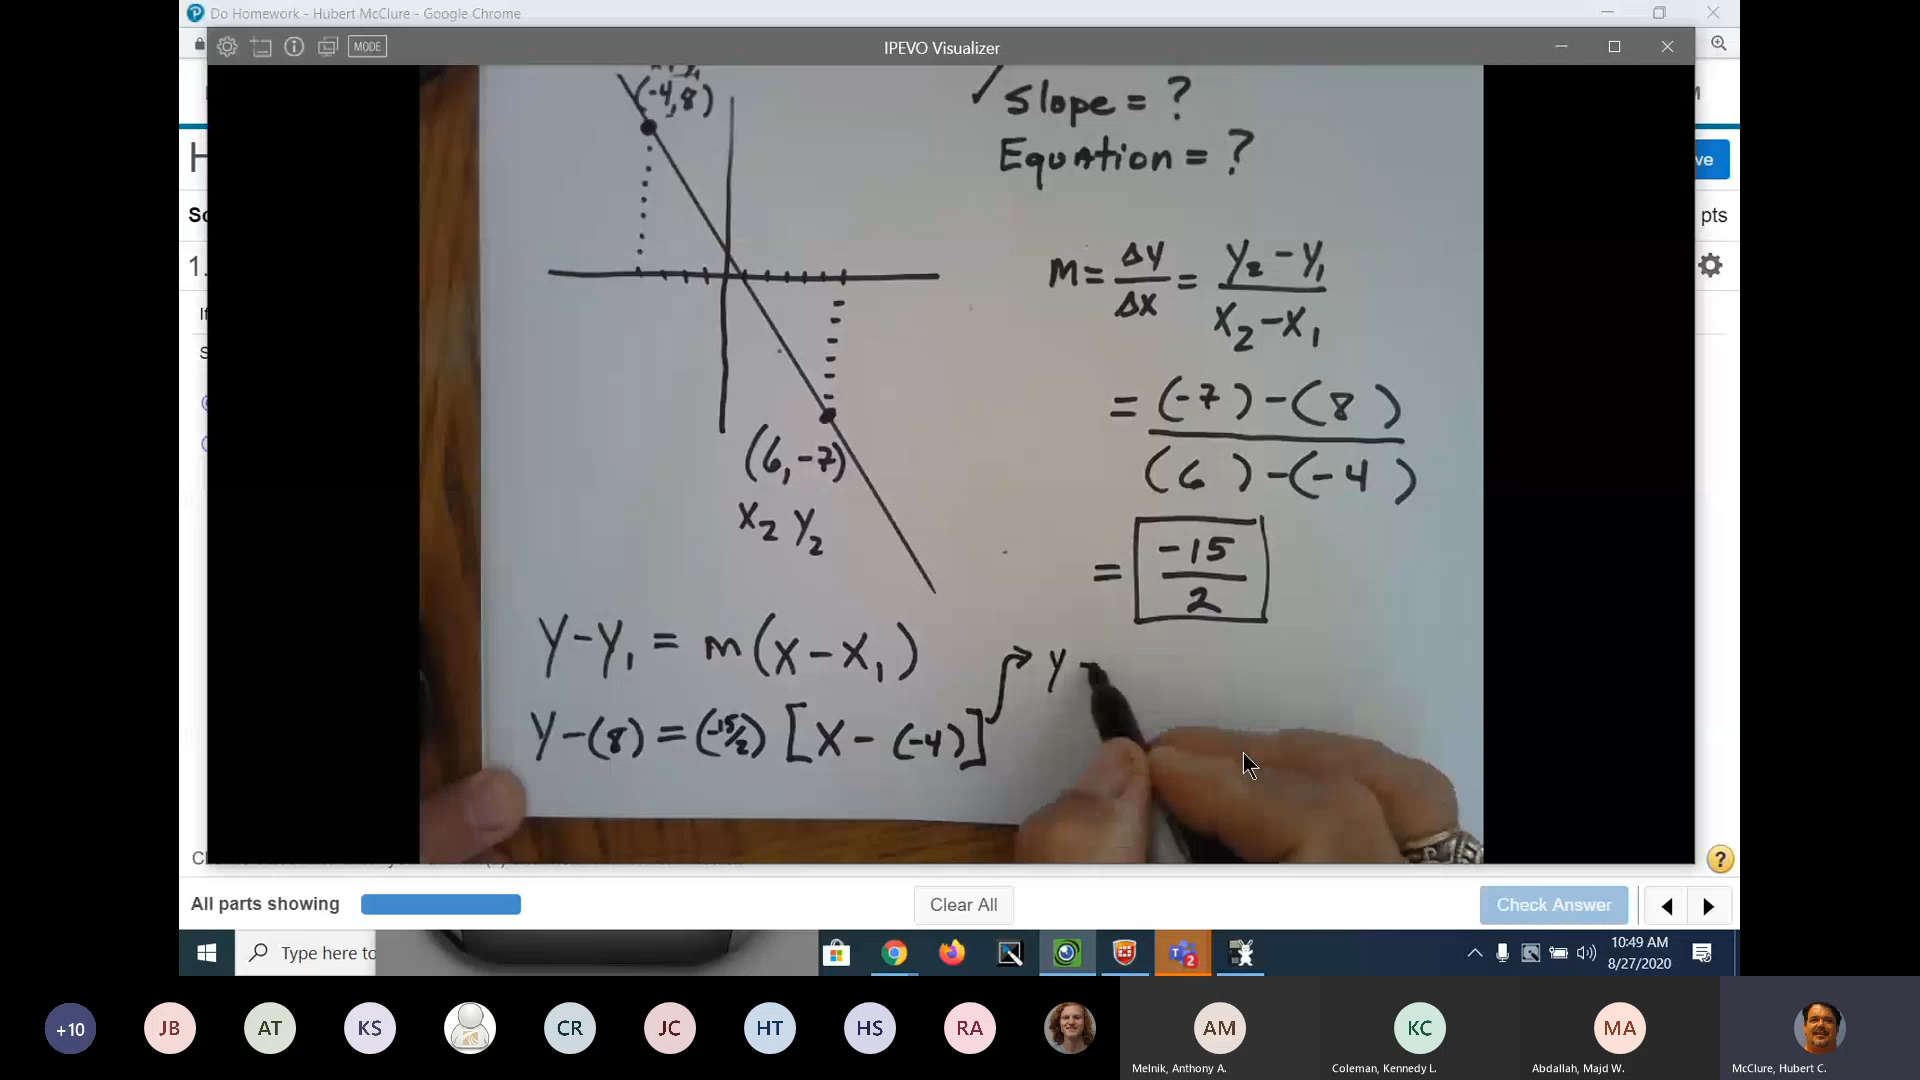 Do Homework - Hubert McClure - Google Chrome
MODE
IPEVO Visualizer
(-4,8)
✓ Slope = ?
Equation = ?
ve
pts
1.
M = ΔY/ΔX = (Y₂ - Y₁)/(X₂ - X₁)
= ((-7) - (8))/((6) - (-4))
(6,-7)
X₂ Y₂
= -15/2
Y - Y₁ = m(X - X₁)
Y - (8) = (-15/2) [X - (-4)]
→ y -
?
All parts showing
Clear All
Check Answer
Type here to
2
10:49 AM
8/27/2020
+10
JB
AT
KS
CR
JC
HT
HS
RA
AM
KC
MA
Melnik, Anthony A.
Coleman, Kennedy L.
Abdallah, Majd W.
McClure, Hubert C.